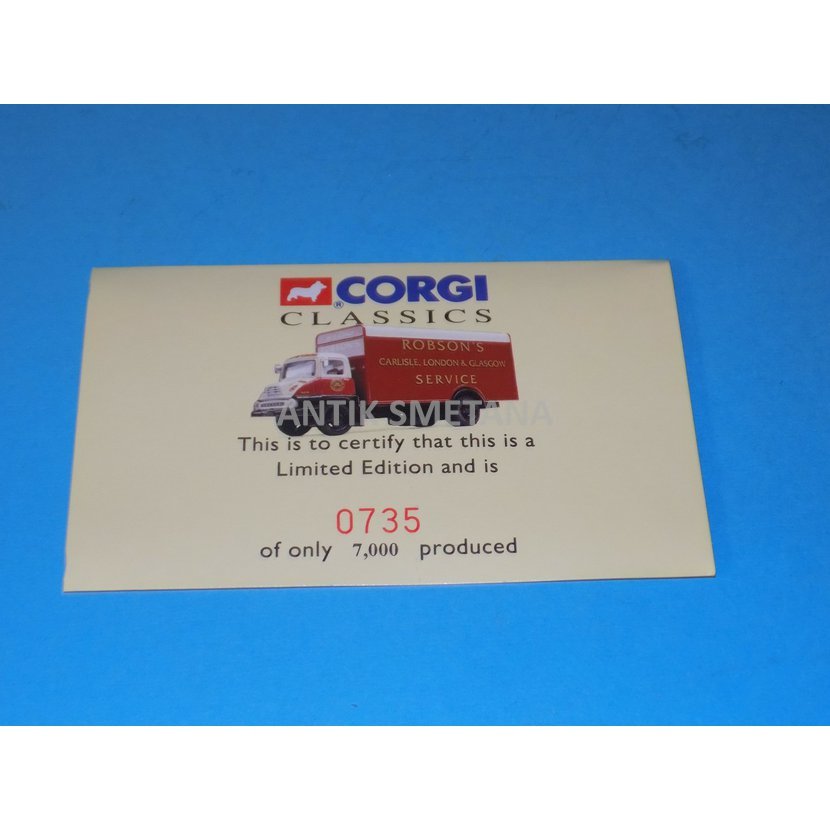 CORGI
®
CLASSICS
ROBSON'S
CARLISLE, LONDON & GLASGOW
SERVICE
ANTIK SMETANA
This is to certify that this is a
Limited Edition and is
0735
of only 7,000 produced